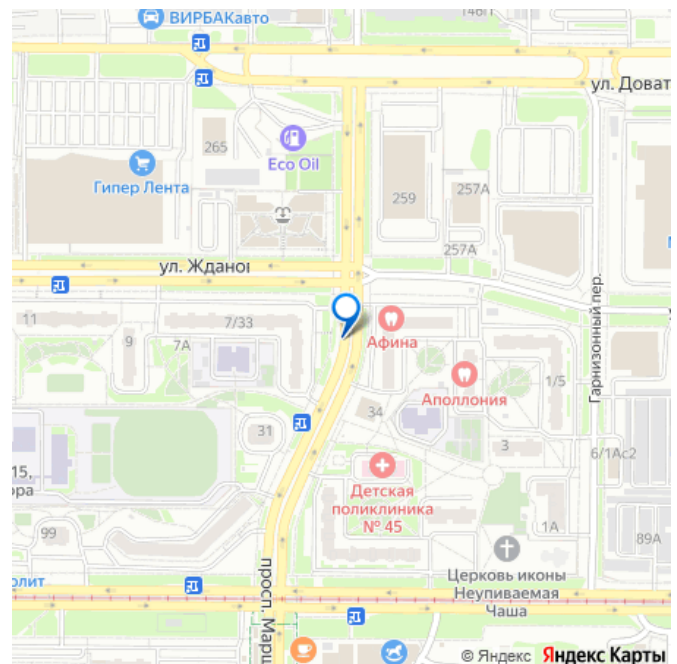 146П
ВИРБАКавто
ул. Доват
265
Eco Oil
Гипер Лента
259
257А
257А
ул. Жданог
Гарнизонный пер.
11
7/33
9
7А
Афина
Аполлония
1/5
34
31
3
6/1Ас2
15,
ора
Детская
поликлиника
№ 45
99
1А
89А
Церковь иконы
Неупиваемая
Чаша
олит
просп. Марш
© Яндекс Яндекс Карты